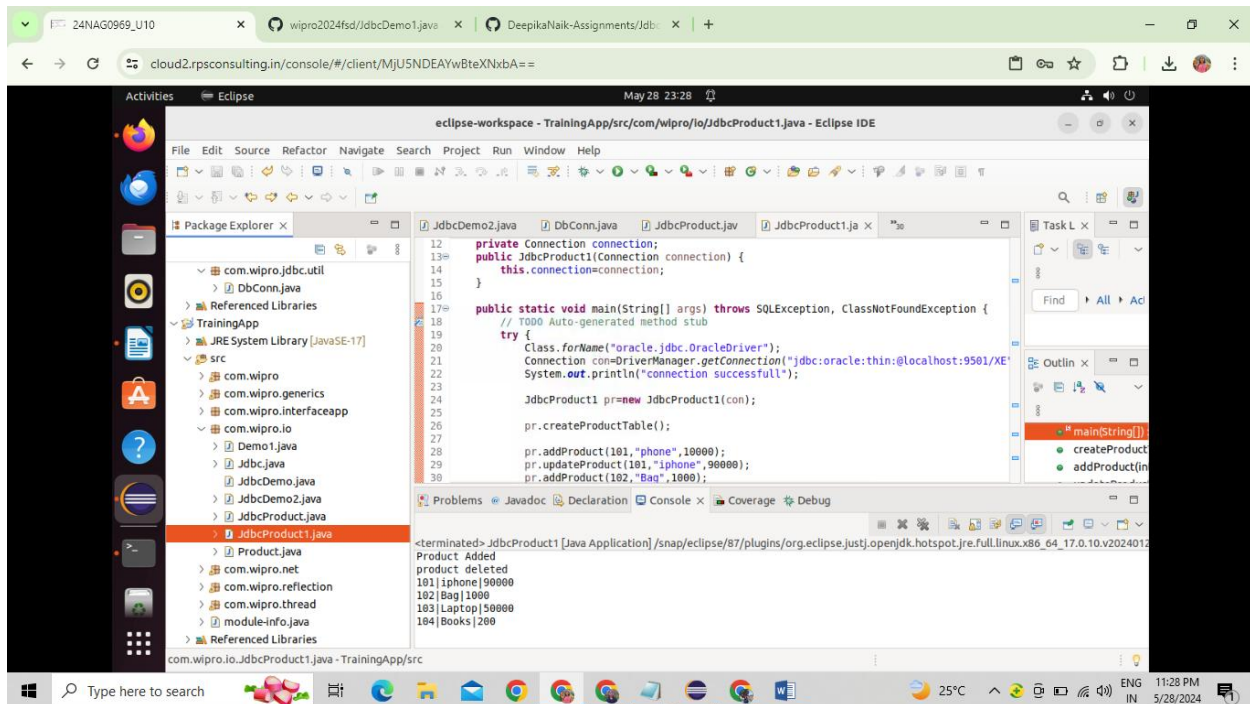 24NAG0969_U10
wipro2024fsd/JdbcDemo1.java
DeepikaNaik-Assignments/Jdbc
cloud2.rpsconsulting.in/console/#/client/MjU5NDEAYwBteXNxbA==
Activities Eclipse May 28 23:28
eclipse-workspace - TrainingApp/src/com/wipro/io/JdbcProduct1.java - Eclipse IDE
File Edit Source Refactor Navigate Search Project Run Window Help
Package Explorer
com.wipro.jdbc.util
DbConn.java
Referenced Libraries
TrainingApp
JRE System Library [JavaSE-17]
src
com.wipro
com.wipro.generics
com.wipro.interfaceapp
com.wipro.io
Demo1.java
Jdbc.java
JdbcDemo.java
JdbcDemo2.java
JdbcProduct.java
JdbcProduct1.java
Product.java
com.wipro.net
com.wipro.reflection
com.wipro.thread
module-info.java
Referenced Libraries
JdbcDemo2.java DbConn.java JdbcProduct.jav JdbcProduct1.ja 30
12 private Connection connection;
13 public JdbcProduct1(Connection connection) {
14 this.connection=connection;
15 }
16
17 public static void main(String[] args) throws SQLException, ClassNotFoundException {
18 // TODO Auto-generated method stub
19 try {
20 Class.forName("oracle.jdbc.OracleDriver");
21 Connection con=DriverManager.getConnection("jdbc:oracle:thin:@localhost:9501/XE"
22 System.out.println("connection successfull");
23
24 JdbcProduct1 pr=new JdbcProduct1(con);
25
26 pr.createProductTable();
27
28 pr.addProduct(101,"phone",10000);
29 pr.updateProduct(101,"iphone",90000);
30 pr.addProduct(102,"Bag",1000);
Task L
Find All Acl
Outlin
main(String[]) :
createProduct
addProduct(in
Problems Javadoc Declaration Console Coverage Debug
<terminated> JdbcProduct1 [Java Application] /snap/eclipse/87/plugins/org.eclipse.justj.openjdk.hotspot.jre.full.linux.x86_64_17.0.10.v2024012
Product Added
product deleted
101|iphone|90000
102|Bag|1000
103|Laptop|50000
104|Books|200
com.wipro.io.JdbcProduct1.java - TrainingApp/src
Type here to search
25°C
ENG
IN
11:28 PM
5/28/2024